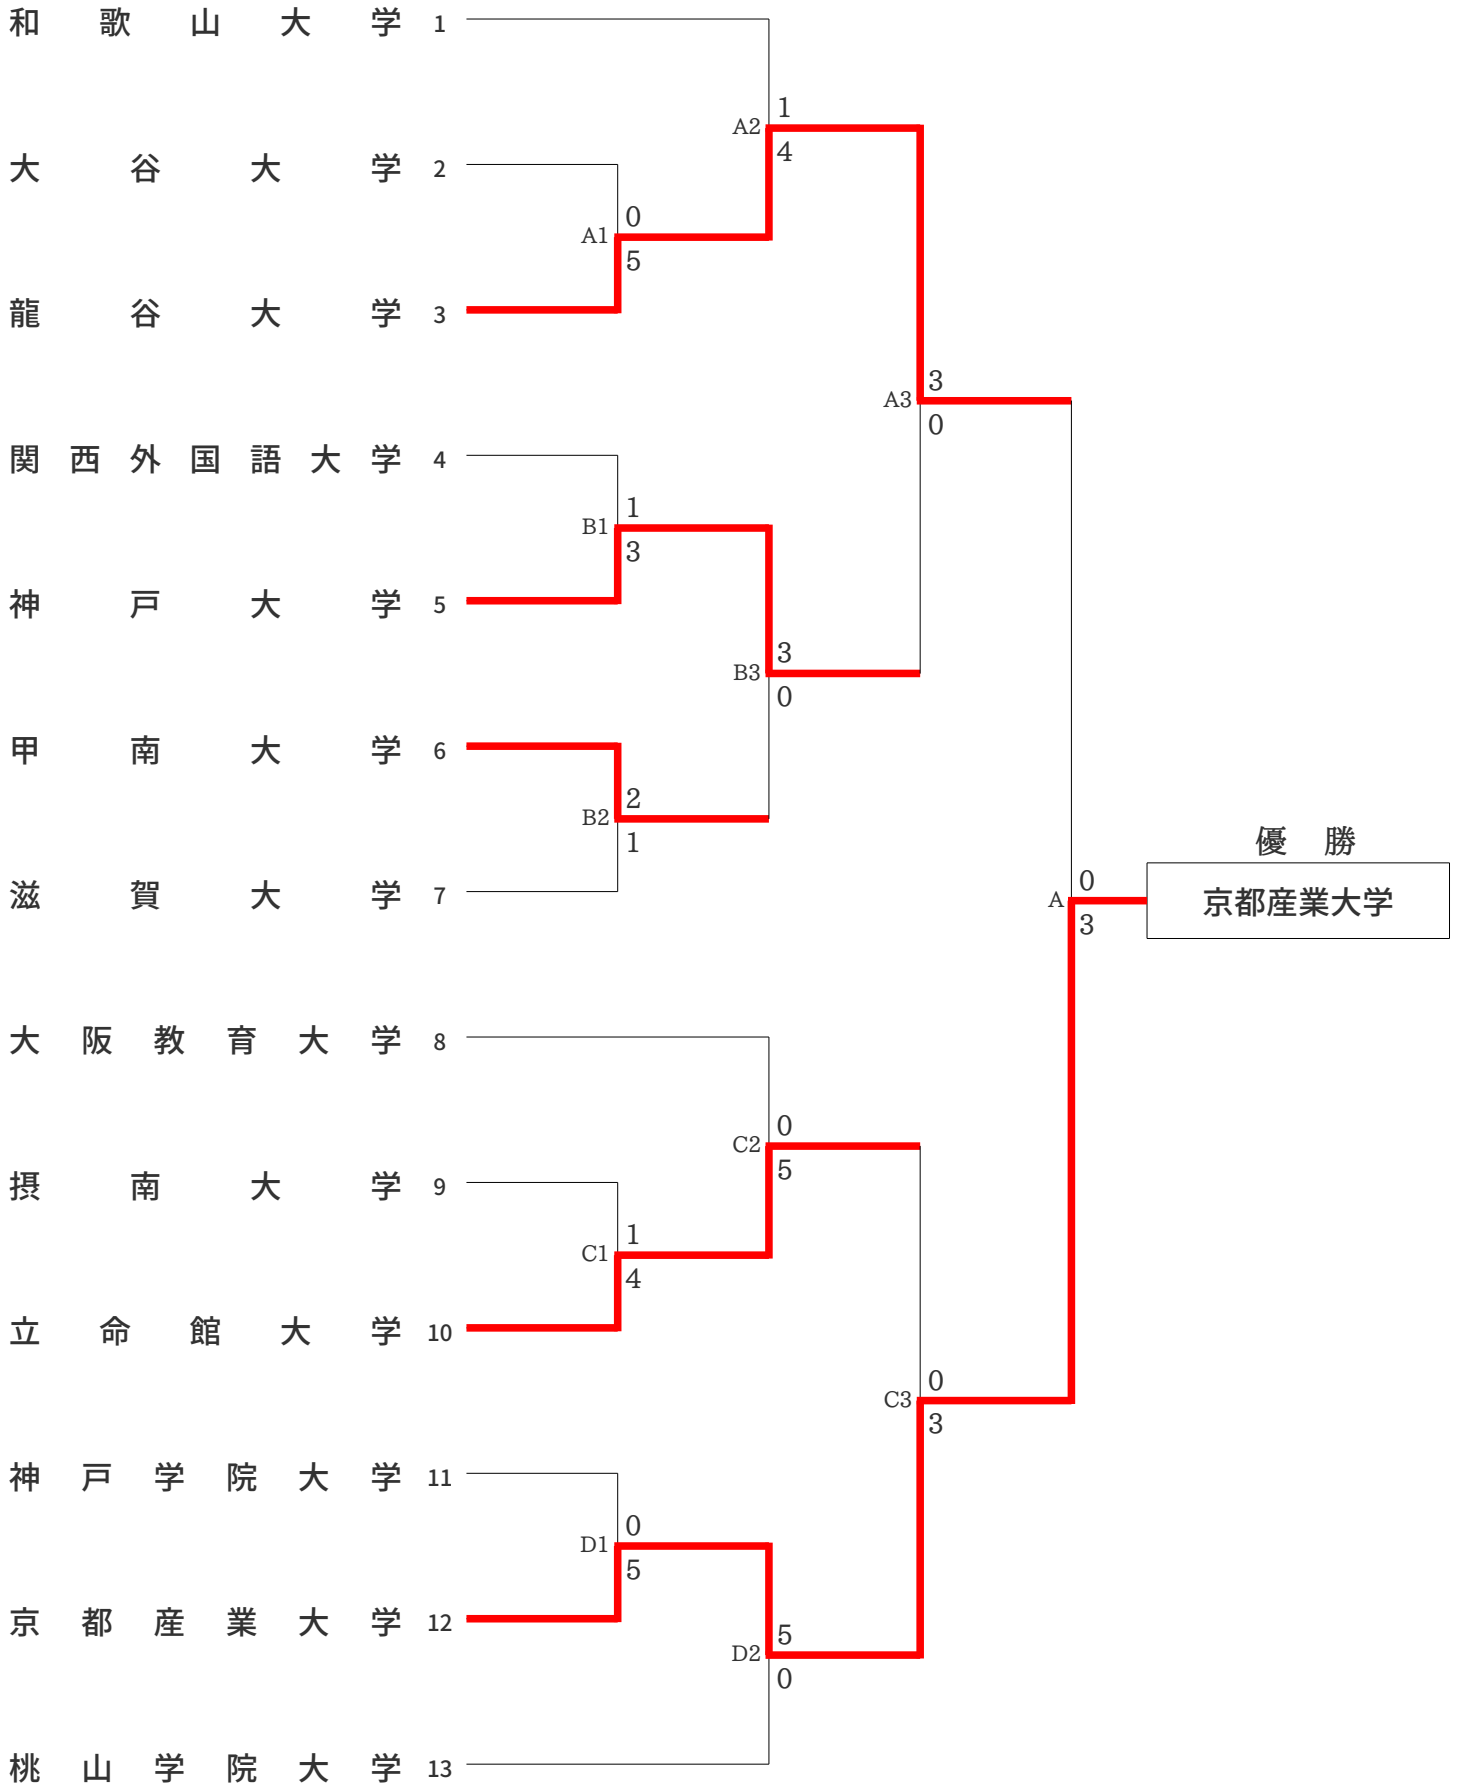 和歌山大学 1
1
A2
4
大谷大学 2
0
A1
5
龍谷大学 3
3
A3
0
関西外国語大学 4
1
B1
3
神戸大学 5
3
B3
0
甲南大学 6
2
B2
1
滋賀大学 7
優勝
0
A
京都産業大学
3
大阪教育大学 8
0
C2
5
摂南大学 9
1
C1
4
立命館大学 10
0
C3
3
神戸学院大学 11
0
D1
5
京都産業大学 12
5
D2
0
桃山学院大学 13